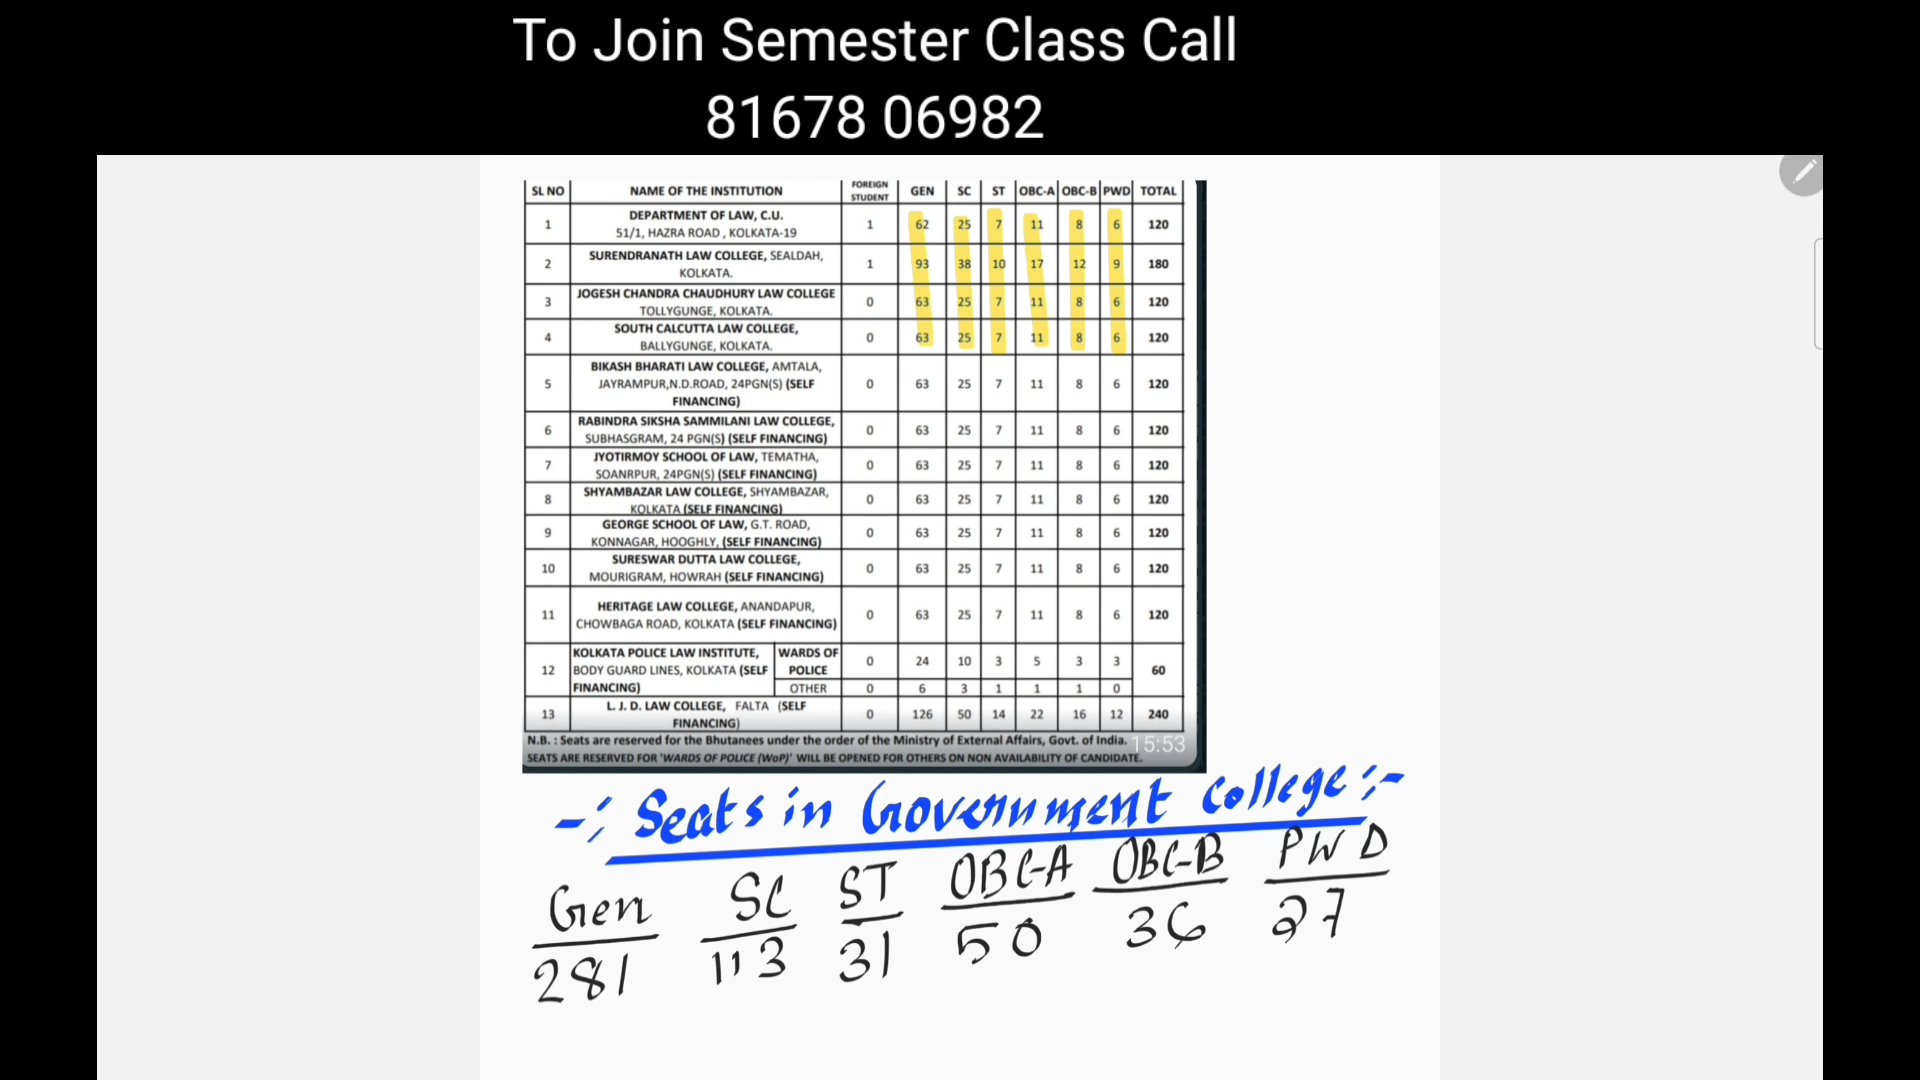 To Join Semester Class Call
81678 06982
SL NO NAME OF THE INSTITUTION FOREIGN STUDENT GEN SC ST OBC-A OBC-B PWD TOTAL
1 DEPARTMENT OF LAW, C.U. 51/1, HAZRA ROAD , KOLKATA-19 1 62 25 7 11 8 6 120
2 SURENDRANATH LAW COLLEGE, SEALDAH, KOLKATA. 1 93 38 10 17 12 9 180
3 JOGESH CHANDRA CHAUDHURY LAW COLLEGE TOLLYGUNGE, KOLKATA. 0 63 25 7 11 8 6 120
4 SOUTH CALCUTTA LAW COLLEGE, BALLYGUNGE, KOLKATA. 0 63 25 7 11 8 6 120
5 BIKASH BHARATI LAW COLLEGE, AMTALA, JAYRAMPUR,N.D.ROAD, 24PGN(S) (SELF FINANCING) 0 63 25 7 11 8 6 120
6 RABINDRA SIKSHA SAMMILANI LAW COLLEGE, SUBHASGRAM, 24 PGN(S) (SELF FINANCING) 0 63 25 7 11 8 6 120
7 JYOTIRMOY SCHOOL OF LAW, TEMATHA, SOANRPUR, 24PGN(S) (SELF FINANCING) 0 63 25 7 11 8 6 120
8 SHYAMBAZAR LAW COLLEGE, SHYAMBAZAR, KOLKATA (SELF FINANCING) 0 63 25 7 11 8 6 120
9 GEORGE SCHOOL OF LAW, G.T. ROAD, KONNAGAR, HOOGHLY, (SELF FINANCING) 0 63 25 7 11 8 6 120
10 SURESWAR DUTTA LAW COLLEGE, MOURIGRAM, HOWRAH (SELF FINANCING) 0 63 25 7 11 8 6 120
11 HERITAGE LAW COLLEGE, ANANDAPUR, CHOWBAGA ROAD, KOLKATA (SELF FINANCING) 0 63 25 7 11 8 6 120
12 KOLKATA POLICE LAW INSTITUTE, BODY GUARD LINES, KOLKATA (SELF FINANCING) WARDS OF POLICE 0 24 10 3 5 3 3 60
OTHER 0 6 3 1 1 1 0
13 L. J. D. LAW COLLEGE, FALTA (SELF FINANCING) 0 126 50 14 22 16 12 240
N.B. : Seats are reserved for the Bhutanees under the order of the Ministry of External Affairs, Govt. of India. 15:53
SEATS ARE RESERVED FOR 'WARDS OF POLICE (WoP)' WILL BE OPENED FOR OTHERS ON NON AVAILABILITY OF CANDIDATE.
-: Seats in Government College :-
Gen SC ST OBC-A OBC-B PWD
281 113 31 50 36 27